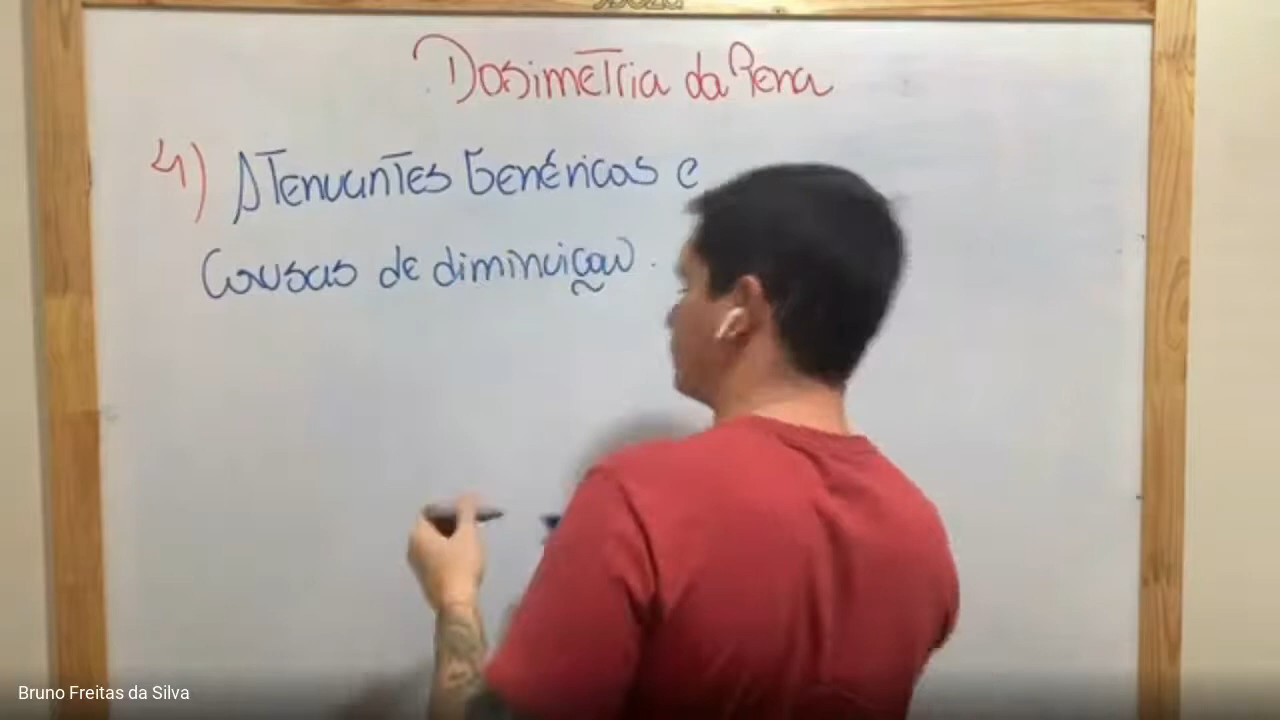 Dosimetria da Pena
4) Atenuantes Genéricas e
Causas de diminuição.
Bruno Freitas da Silva